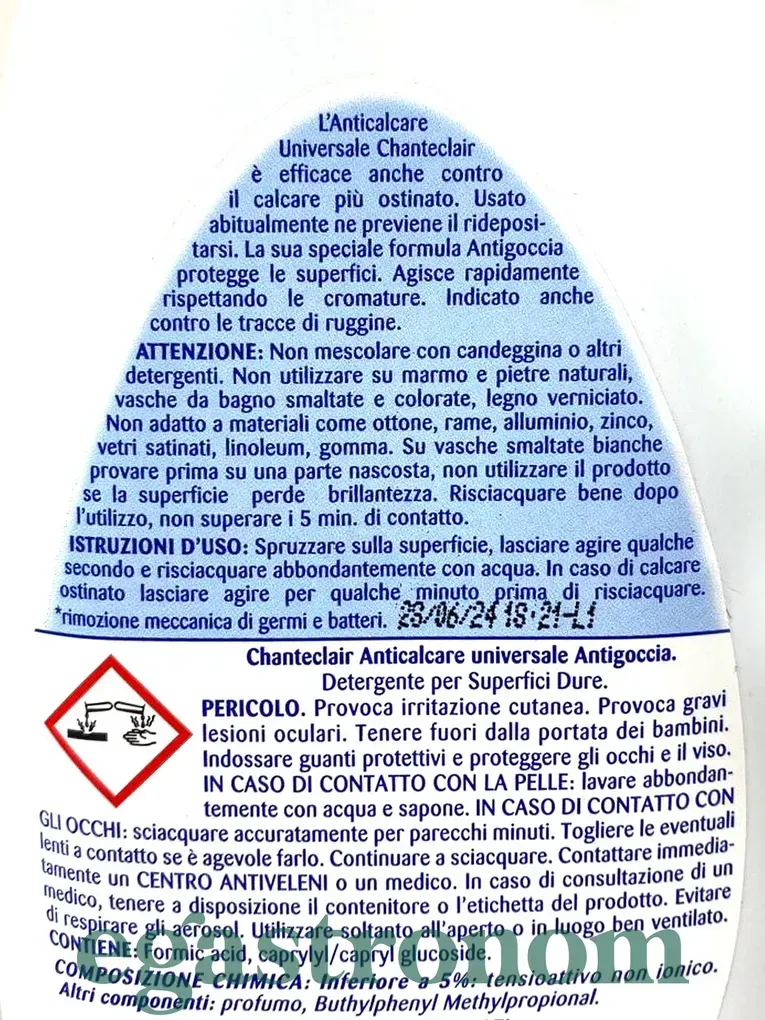 L'Anticalcare
Universale Chanteclair
è efficace anche contro
il calcare più ostinato. Usato
abitualmente ne previene il rideposi-
tarsi. La sua speciale formula Antigoccia
protegge le superfici. Agisce rapidamente
rispettando le cromature. Indicato anche
contro le tracce di ruggine.
ATTENZIONE: Non mescolare con candeggina o altri
detergenti. Non utilizzare su marmo e pietre naturali,
vasche da bagno smaltate e colorate, legno verniciato.
Non adatto a materiali come ottone, rame, alluminio, zinco,
vetri satinati, linoleum, gomma. Su vasche smaltate bianche
provare prima su una parte nascosta, non utilizzare il prodotto
se la superficie perde brillantezza. Risciacquare bene dopo
l'utilizzo, non superare i 5 min. di contatto.
ISTRUZIONI D'USO: Spruzzare sulla superficie, lasciare agire qualche
secondo e risciacquare abbondantemente con acqua. In caso di calcare
ostinato lasciare agire per qualche minuto prima di risciacquare.
*rimozione meccanica di germi e batteri. 28/06/24 18:21-L1
Chanteclair Anticalcare universale Antigoccia.
Detergente per Superfici Dure.
PERICOLO. Provoca irritazione cutanea. Provoca gravi
lesioni oculari. Tenere fuori dalla portata dei bambini.
Indossare guanti protettivi e proteggere gli occhi e il viso.
IN CASO DI CONTATTO CON LA PELLE: lavare abbondan-
temente con acqua e sapone. IN CASO DI CONTATTO CON
GLI OCCHI: sciacquare accuratamente per parecchi minuti. Togliere le eventuali
lenti a contatto se è agevole farlo. Continuare a sciacquare. Contattare immedia-
tamente un CENTRO ANTIVELENI o un medico. In caso di consultazione di un
medico, tenere a disposizione il contenitore o l'etichetta del prodotto. Evitare
di respirare gli aerosol. Utilizzare soltanto all'aperto o in luogo ben ventilato.
CONTIENE: Formic acid, caprylyl/capryl glucoside.
COMPOSIZIONE CHIMICA: Inferiore a 5%: tensioattivo non ionico.
Altri componenti: profumo, Buthylphenyl Methylpropional.
egastronom